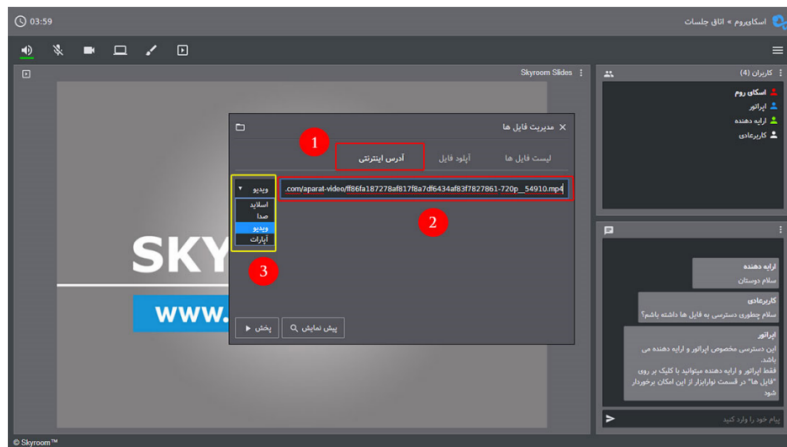 03:59
اسکای‌روم » اتاق جلسات
Skyroom Slides
کاربران (4)
اسکای روم
اپراتور
ارایه دهنده
کاربرعادی
مدیریت فایل ها
1
لیست فایل ها
آپلود فایل
آدرس اینترنتی
ویدیو
.com/aparat-video/ff86fa187278af817f8a7df6434af83f7827861-720p__54910.mp4
اسلاید
صدا
ویدیو
آپارات
2
3
SKY
www.
پیش نمایش
پخش
ارایه دهنده
سلام دوستان
کاربرعادی
سلام چطوری دسترسی به فایل ها داشته باشم؟
اپراتور
این دسترسی مخصوص اپراتور و ارایه دهنده می
باشد.
فقط اپراتور و ارایه دهنده میتوانید با کلیک بر روی
"فایل ها" در قسمت نوارابزار از این امکان برخوردار
شود
پیام خود را وارد کنید
© Skyroom™